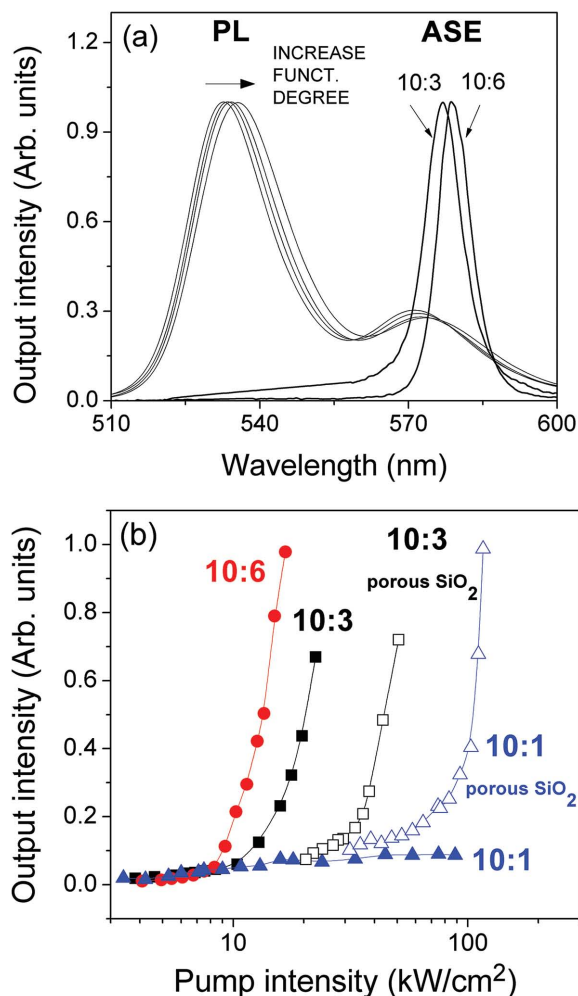 (a)
PL
ASE
INCREASE
FUNCT.
DEGREE
10:3
10:6
Output intensity (Arb. units)
1.2
0.9
0.6
0.3
0.0
510
540
570
600
Wavelength (nm)
(b)
10:6
10:3
10:3
porous SiO2
10:1
porous SiO2
10:1
Output intensity (Arb. units)
1.0
0.8
0.6
0.4
0.2
0.0
10
100
Pump intensity (kW/cm²)